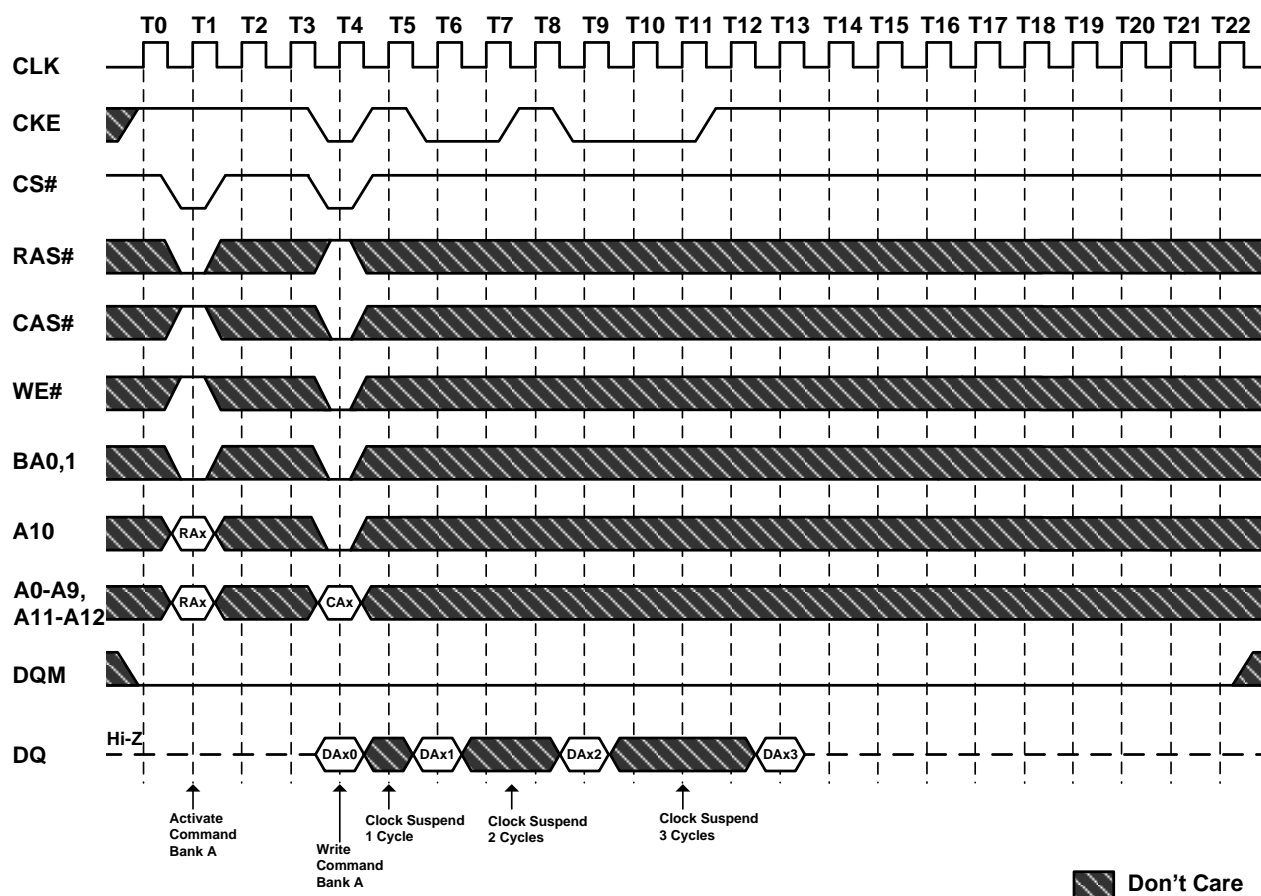 T0 T1 T2 T3 T4 T5 T6 T7 T8 T9 T10 T11 T12 T13 T14 T15 T16 T17 T18 T19 T20 T21 T22
CLK
CKE
CS#
RAS#
CAS#
WE#
BA0,1
A10
RAx
A0-A9,
A11-A12
RAx CAx
DQM
Hi-Z
DQ
DAx0 DAx1 DAx2 DAx3
Activate
Command
Bank A
Write
Command
Bank A
Clock Suspend
1 Cycle
Clock Suspend
2 Cycles
Clock Suspend
3 Cycles
Don't Care